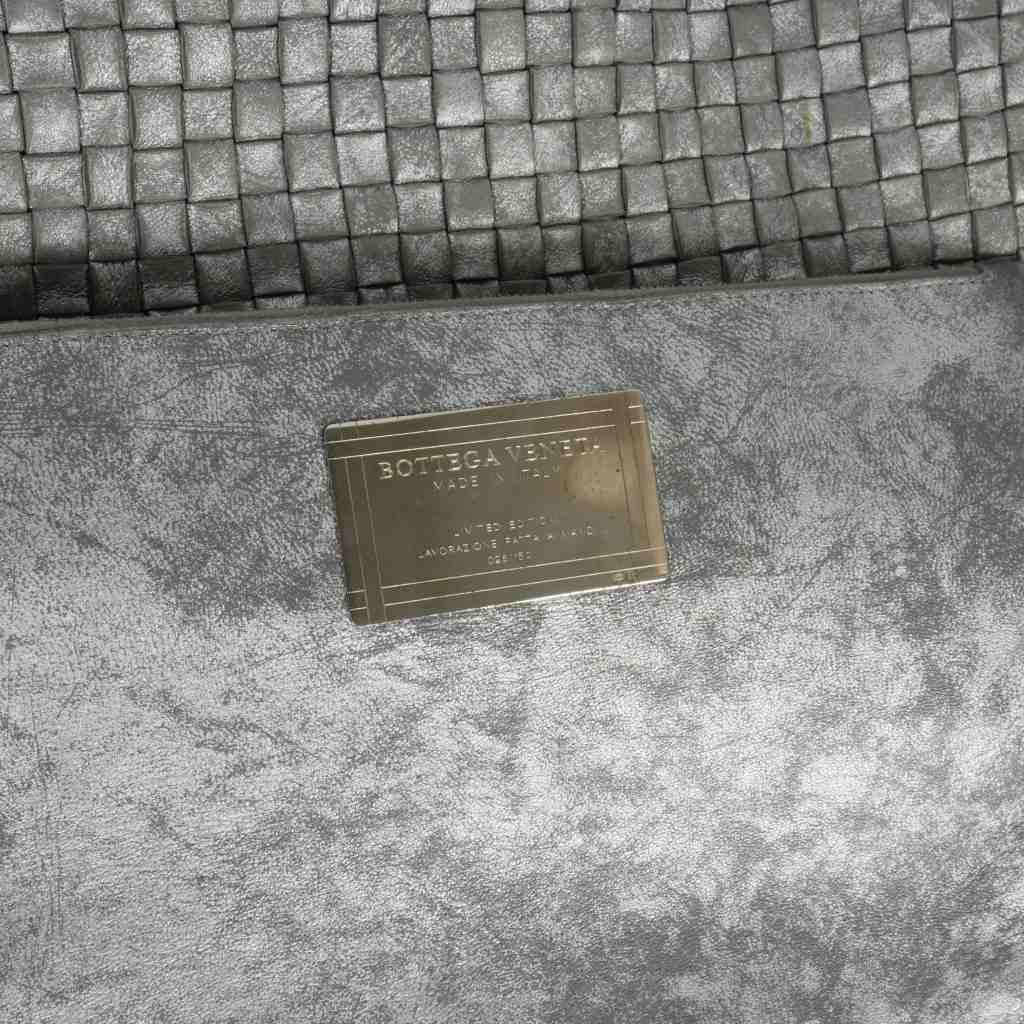 BOTTEGA VENETA
MADE IN ITALY
LIMITED EDITION
LAVORAZIONE FATTA A MANO